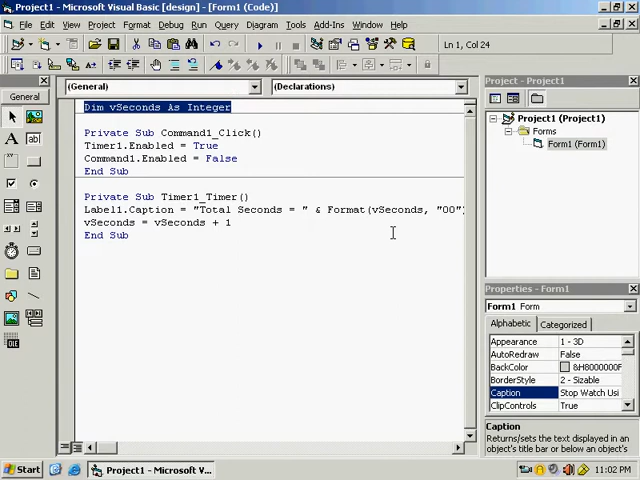 Project1 - Microsoft Visual Basic [design] - [Form1 (Code)]
File Edit View Project Format Debug Run Query Diagram Tools Add-Ins Window Help
Ln 1, Col 24
General
(General) (Declarations)
Dim vSeconds As Integer
Private Sub Command1_Click()
Timer1.Enabled = True
Command1.Enabled = False
End Sub
Private Sub Timer1_Timer()
Label1.Caption = "Total Seconds = " & Format(vSeconds, "00")
vSeconds = vSeconds + 1
End Sub
Project - Project1
Project1 (Project1)
Forms
Form1 (Form1)
Properties - Form1
Form1 Form
Alphabetic Categorized
Appearance 1 - 3D
AutoRedraw False
BackColor &H8000000F
BorderStyle 2 - Sizable
Caption Stop Watch Usi
ClipControls True
Caption
Returns/sets the text displayed in an
object's title bar or below an object's
Start Project1 - Microsoft V... 11:02 PM